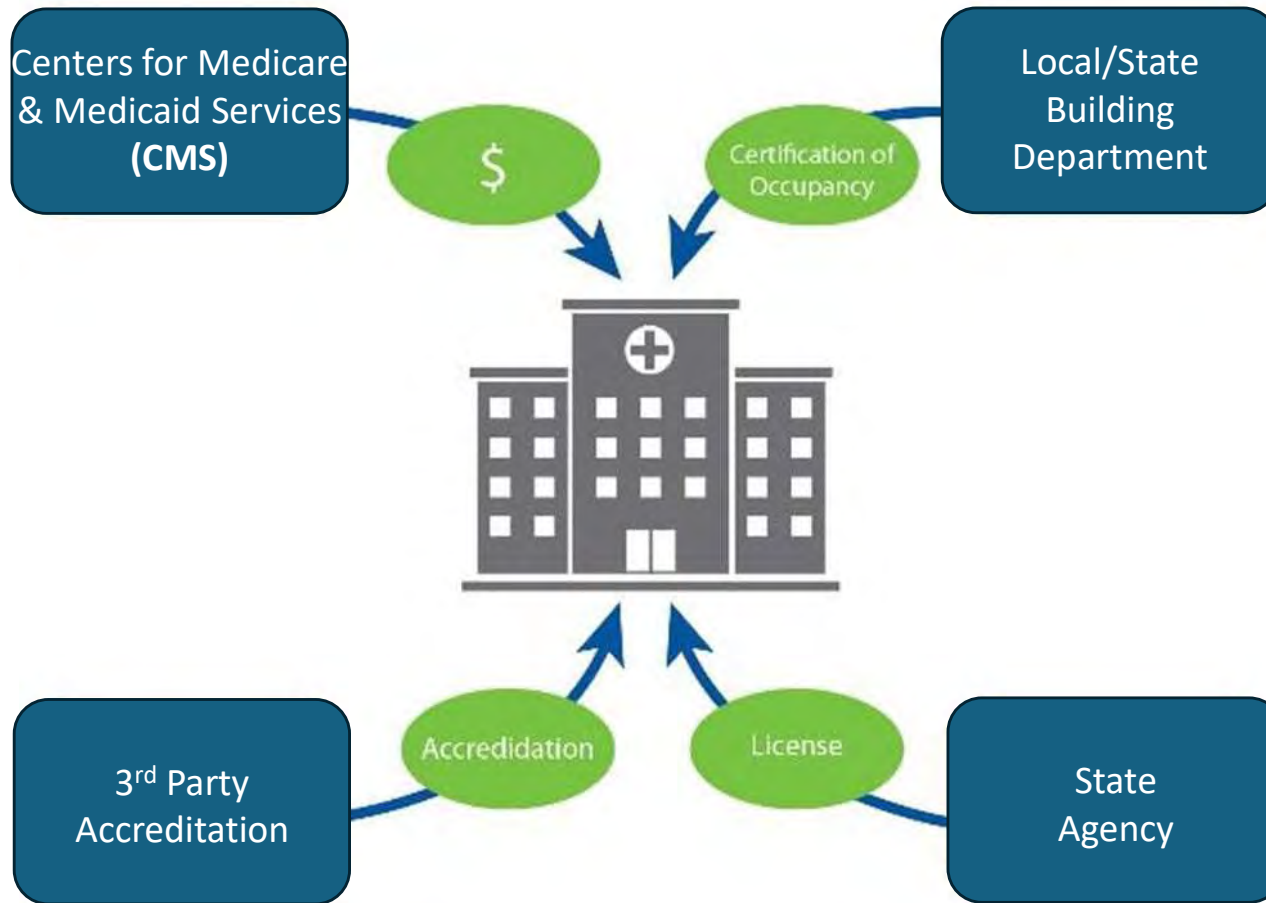 Centers for Medicare
& Medicaid Services
(CMS)
$
Certification of
Occupancy
Local/State
Building
Department
3rd Party
Accreditation
Accredidation
License
State
Agency